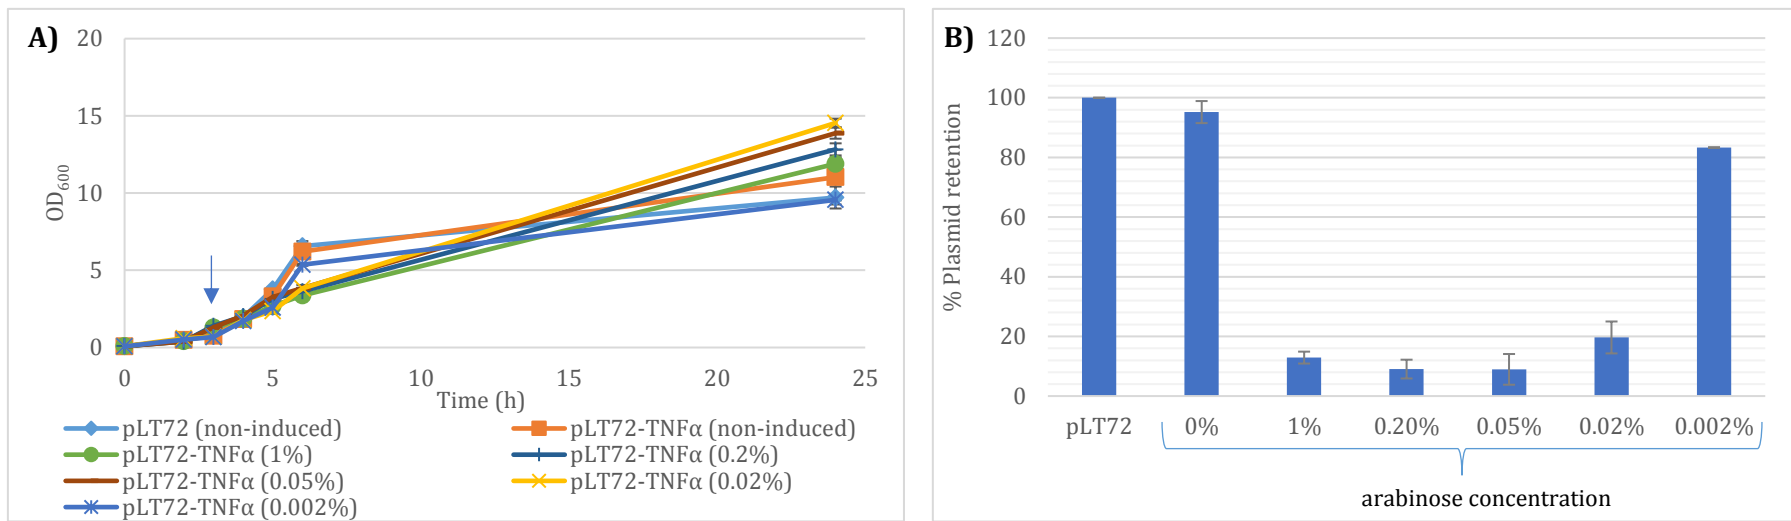 A)
20
15
10
5
0
OD600
0 5 10 15 20 25
Time (h)
pLT72 (non-induced) pLT72-TNFα (non-induced)
pLT72-TNFα (1%) pLT72-TNFα (0.2%)
pLT72-TNFα (0.05%) pLT72-TNFα (0.02%)
pLT72-TNFα (0.002%)
B)
120
100
80
60
40
20
0
% Plasmid retention
pLT72 0% 1% 0.20% 0.05% 0.02% 0.002%
arabinose concentration